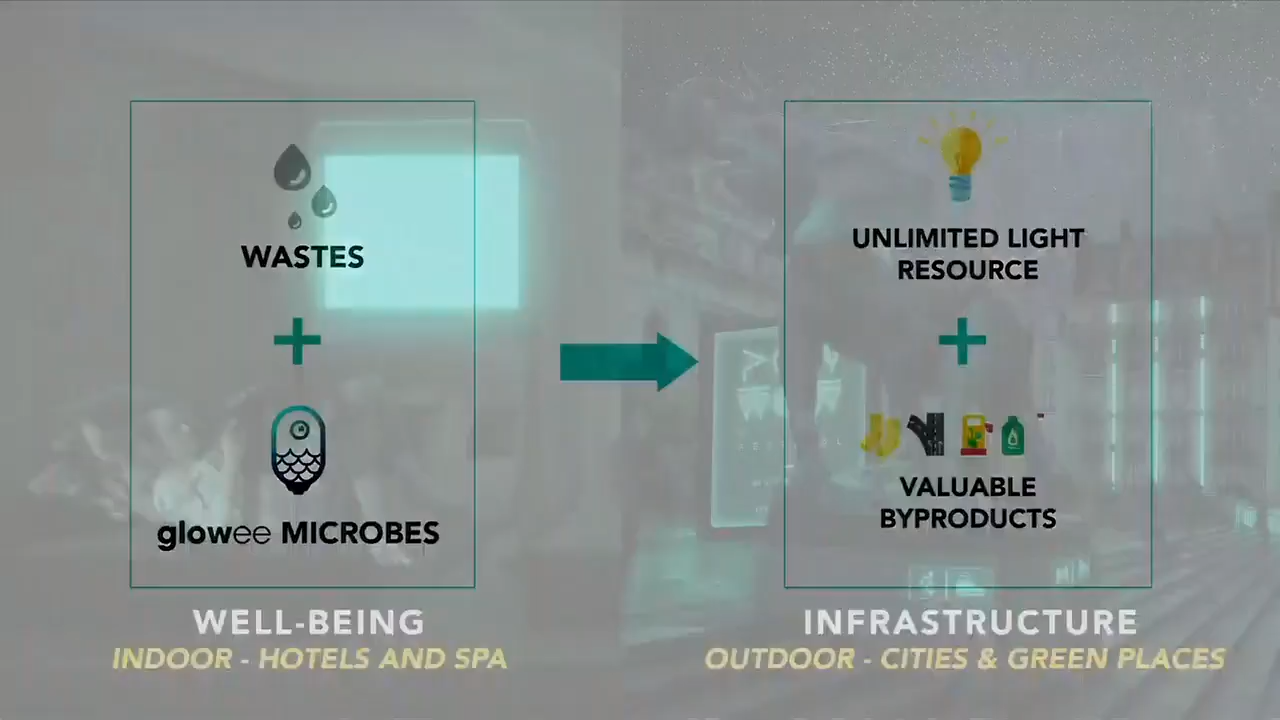 WASTES
glowee MICROBES
WELL-BEING
INDOOR - HOTELS AND SPA
UNLIMITED LIGHT
RESOURCE
VALUABLE
BYPRODUCTS
INFRASTRUCTURE
OUTDOOR - CITIES & GREEN PLACES